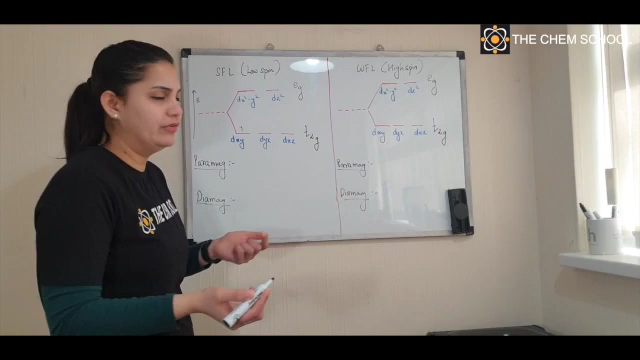 THE CHEM SCHOOL
SFL (Low spin)
E
eg
dx²-y² dz²
dxy dyz dxz
t₂g
Paramag :-
Diamag :-
WFL (High spin)
eg
dx²-y² dz²
dxy dyz dxz
t₂g
Paramag :-
Diamag :-